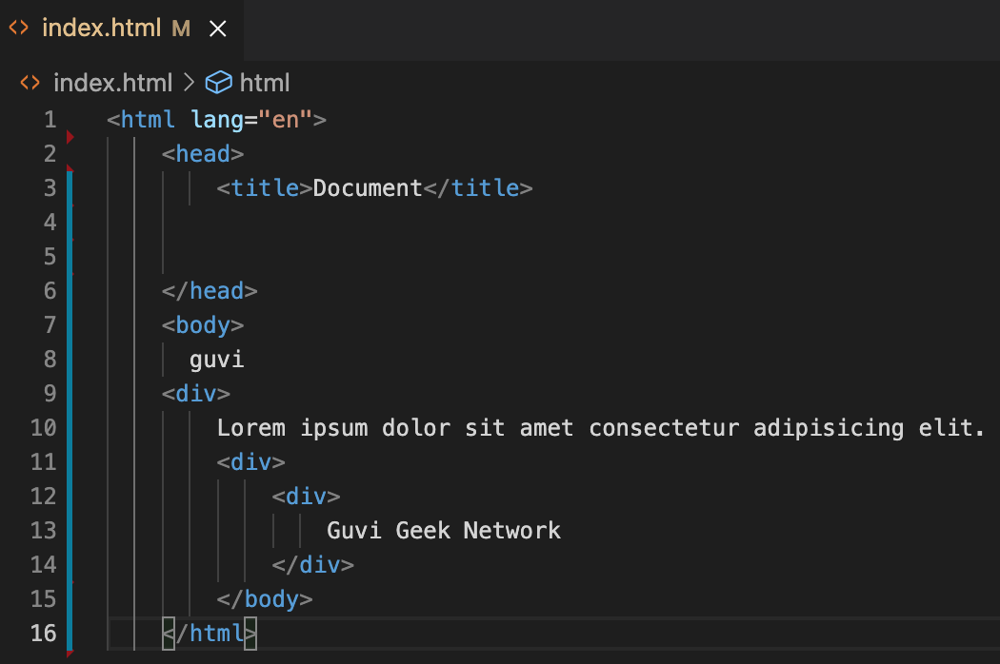 index.html M
index.html > html
1 <html lang="en">
2 <head>
3 <title>Document</title>
4
5
6 </head>
7 <body>
8 guvi
9 <div>
10 Lorem ipsum dolor sit amet consectetur adipisicing elit.
11 <div>
12 <div>
13 Guvi Geek Network
14 </div>
15 </body>
16 </html>